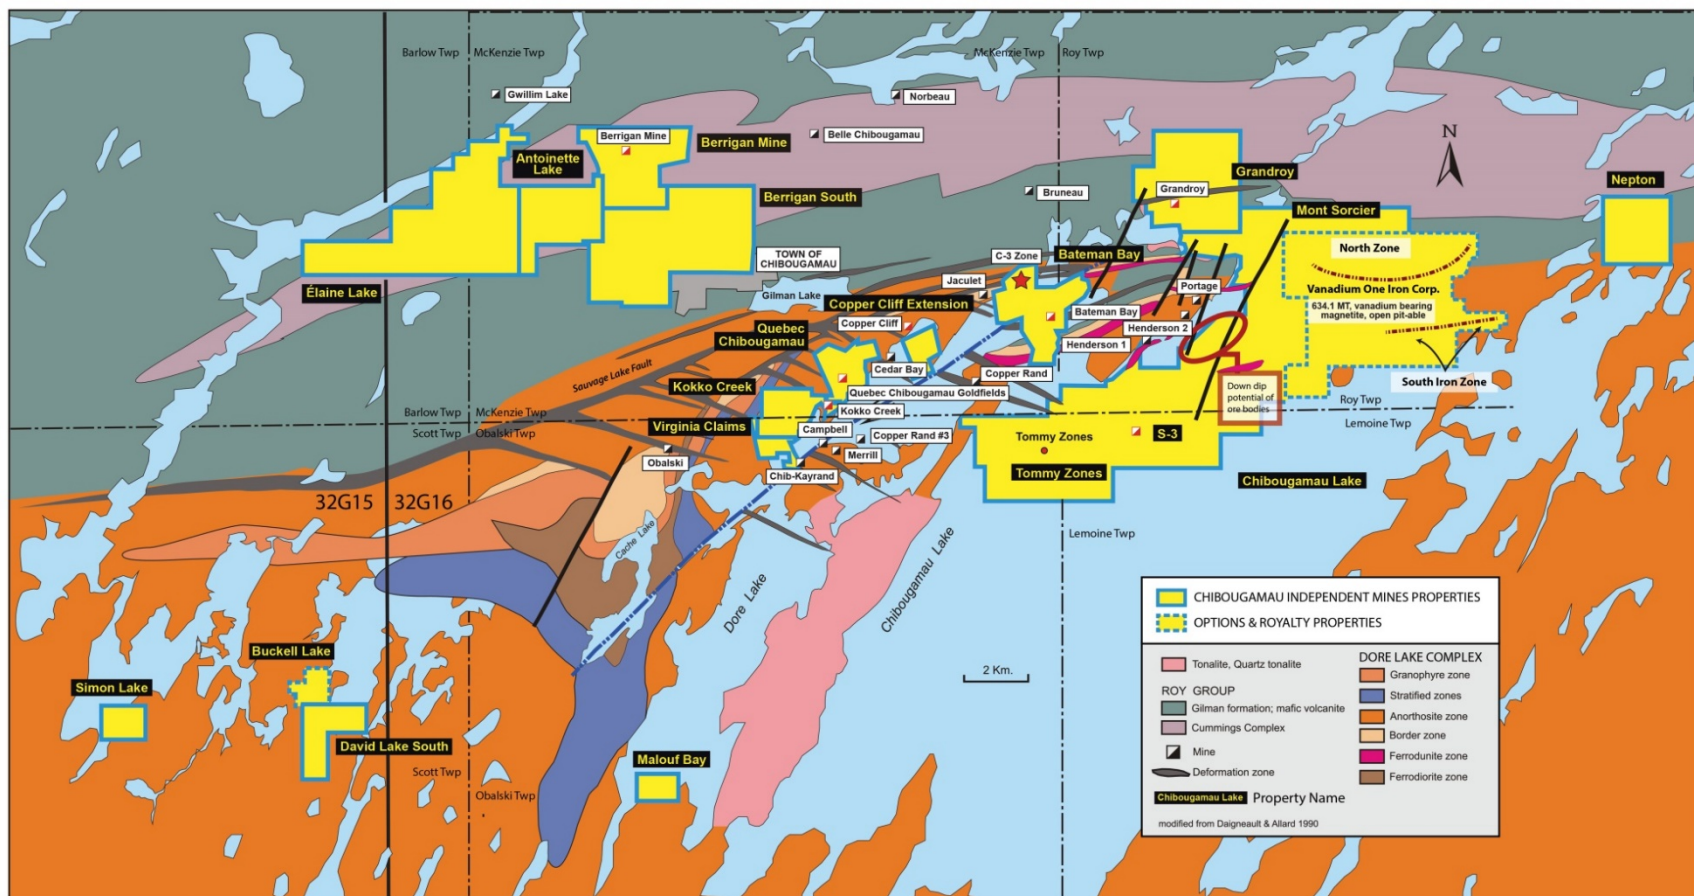 Barlow Twp
McKenzie Twp
McKenzie Twp
Roy Twp
Gwillim Lake
Norbeau
Berrigan Mine
Berrigan Mine
Belle Chibougamau
Antoinette
Lake
N
Grandroy
Nepton
Berrigan South
Bruneau
Grandroy
Mont Sorcier
North Zone
TOWN OF
CHIBOUGAMAU
C-3 Zone
Bateman Bay
Élaine Lake
Gilman Lake
Jaculet
Portage
Vanadium One Iron Corp.
634.1 MT, vanadium bearing
magnetite, open pit-able
Copper Cliff Extension
Bateman Bay
Copper Cliff
Henderson 2
Quebec
Chibougamau
Henderson 1
Sauvage Lake Fault
Cedar Bay
Copper Rand
South Iron Zone
Kokko Creek
Quebec Chibougamau Goldfields
Down dip
potential of
ore bodies
Roy Twp
Barlow Twp
McKenzie Twp
Kokko Creek
Lemoine Twp
Scott Twp
Obalski Twp
Virginia Claims
Campbell
Copper Rand #3
Tommy Zones
S-3
Obalski
Merrill
Chib-Kayrand
Tommy Zones
Chibougamau Lake
32G15
32G16
Lemoine Twp
Cache Lake
Dore Lake
Chibougamau Lake
CHIBOUGAMAU INDEPENDENT MINES PROPERTIES
OPTIONS & ROYALTY PROPERTIES
Buckell Lake
Simon Lake
David Lake South
2 Km.
Malouf Bay
Scott Twp
Obalski Twp
Tonalite, Quartz tonalite
ROY GROUP
Gilman formation; mafic volcanite
Cummings Complex
Mine
Deformation zone
DORE LAKE COMPLEX
Granophyre zone
Stratified zones
Anorthosite zone
Border zone
Ferrodunite zone
Ferrodiorite zone
Chibougamau Lake
Property Name
modified from Daigneault & Allard 1990